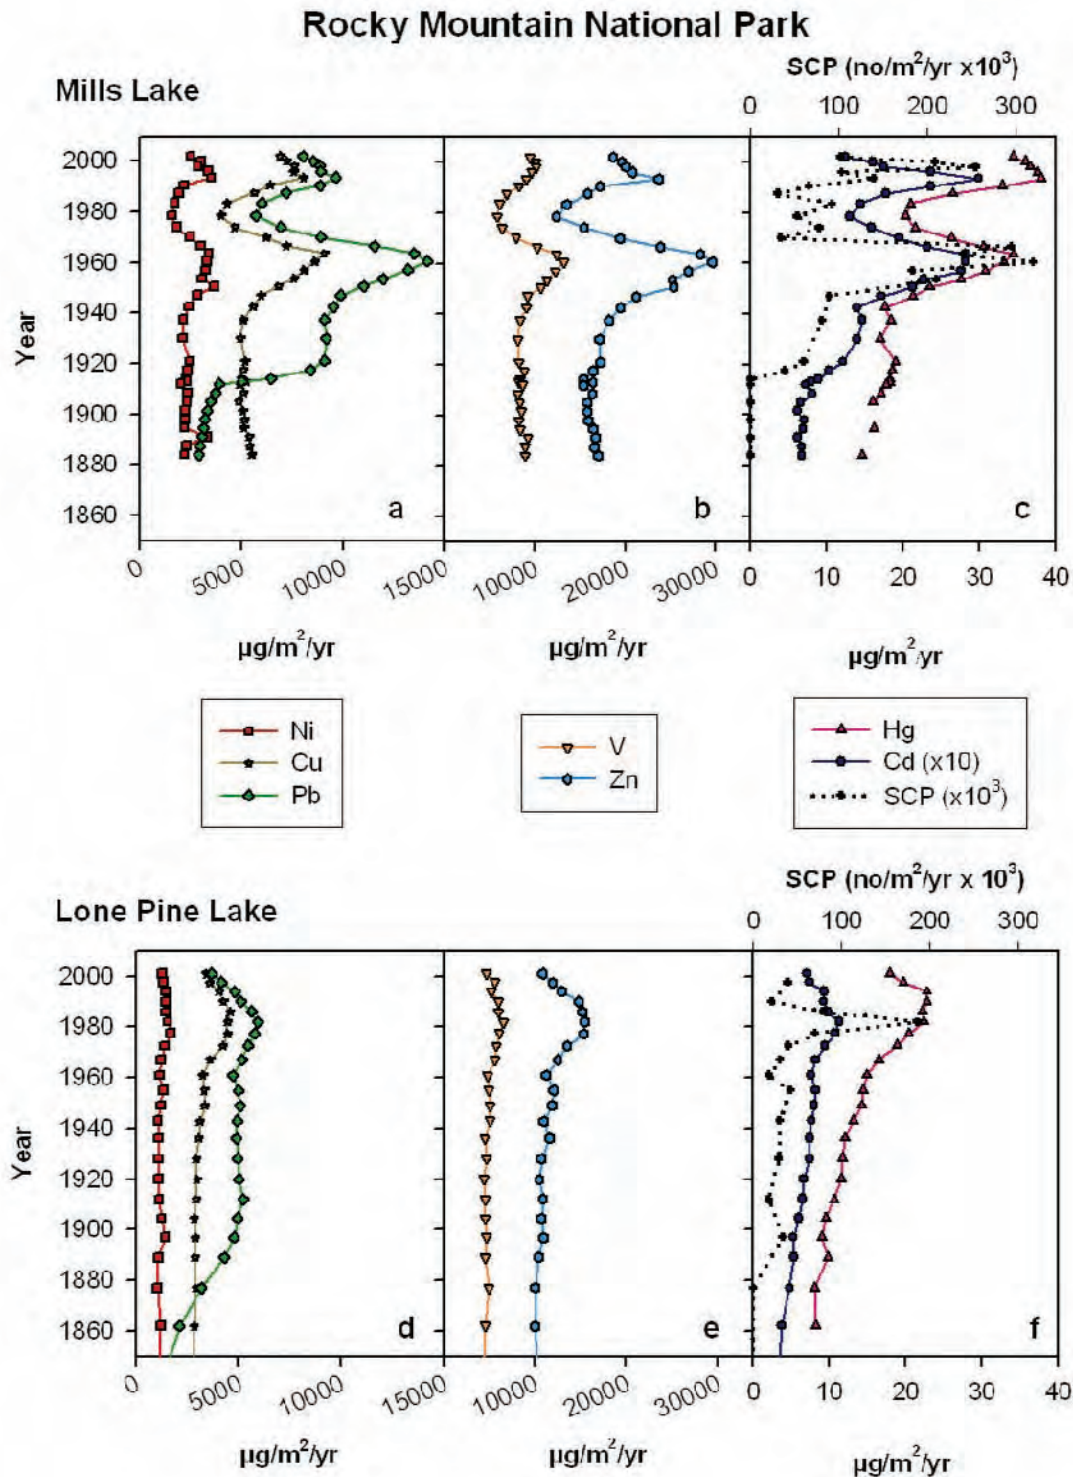 Rocky Mountain National Park
SCP (no/m²/yr x10³)
Mills Lake
0 100 200 300
2000
1980
1960
1940
1920
1900
1880
1860
Year
a b c
0 5000 10000 15000 10000 20000 30000 0 10 20 30 40
µg/m²/yr µg/m²/yr µg/m²/yr
Ni
Cu
Pb
V
Zn
Hg
Cd (x10)
SCP (x10³)
SCP (no/m²/yr x 10³)
Lone Pine Lake
0 100 200 300
2000
1980
1960
1940
1920
1900
1880
1860
Year
d e f
0 5000 10000 15000 10000 20000 30000 0 10 20 30 40
µg/m²/yr µg/m²/yr µg/m²/yr